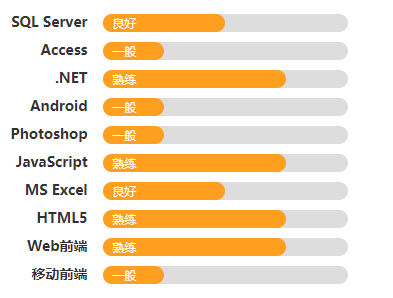 SQL Server 良好
Access 一般
.NET 熟练
Android 一般
Photoshop 一般
JavaScript 熟练
MS Excel 良好
HTML5 熟练
Web前端 熟练
移动前端 一般